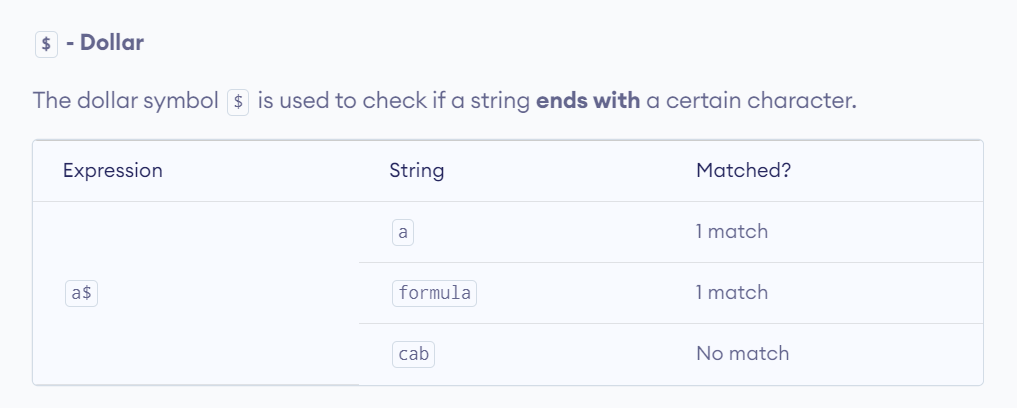 $ - Dollar
The dollar symbol $ is used to check if a string ends with a certain character.
Expression String Matched?
a$
a 1 match
formula 1 match
cab No match